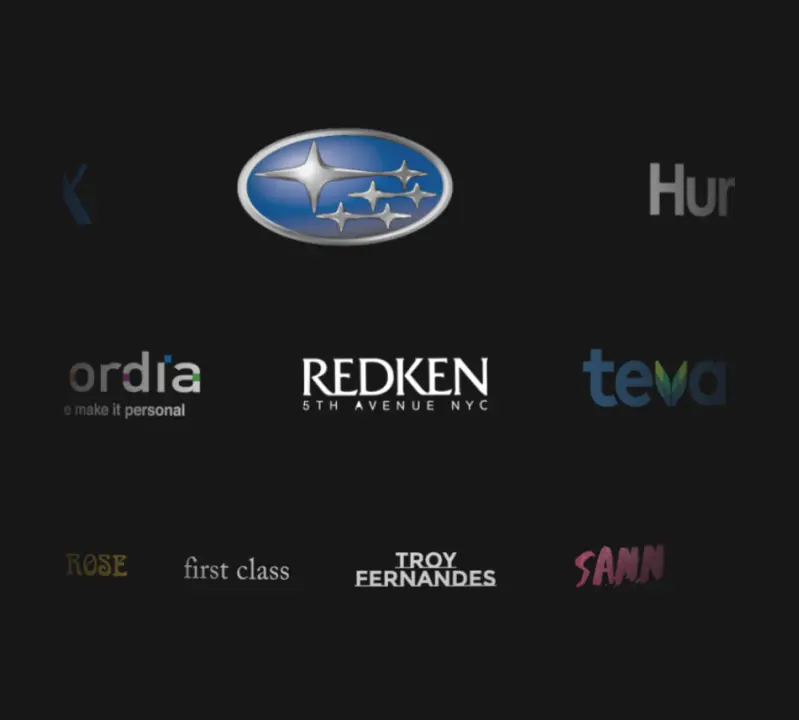 Hur
ordia
e make it personal
REDKEN
5TH AVENUE NYC
teva
ROSE
first class
TROY
FERNANDES
SANN